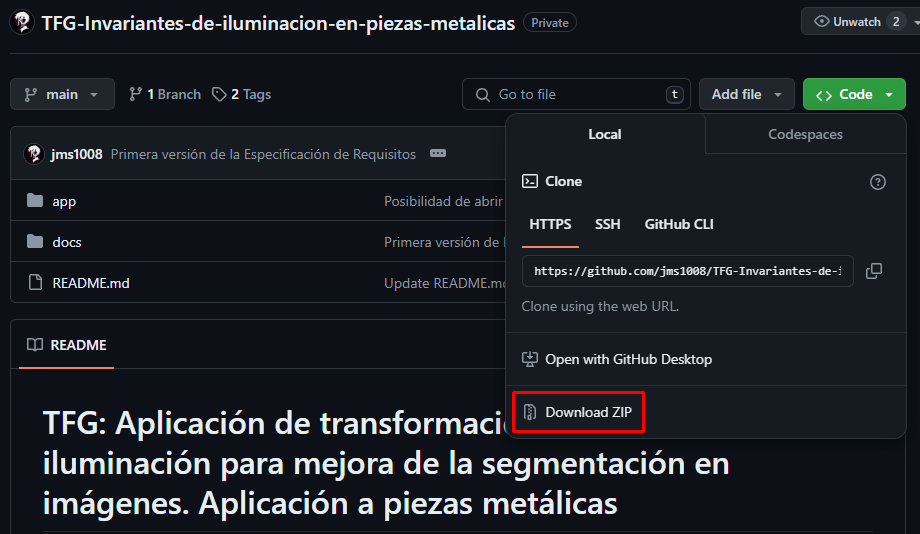 TFG-Invariantes-de-iluminacion-en-piezas-metalicas Private Unwatch 2
main 1 Branch 2 Tags Go to file t Add file Code
Local Codespaces
jms1008 Primera versión de la Especificación de Requisitos
Clone
app Posibilidad de abrir
HTTPS SSH GitHub CLI
docs Primera versión de
https://github.com/jms1008/TFG-Invariantes-de-i
README.md Update README.md
Clone using the web URL.
README
Open with GitHub Desktop
Download ZIP
TFG: Aplicación de transformaci
iluminación para mejora de la segmentación en
imágenes. Aplicación a piezas metálicas